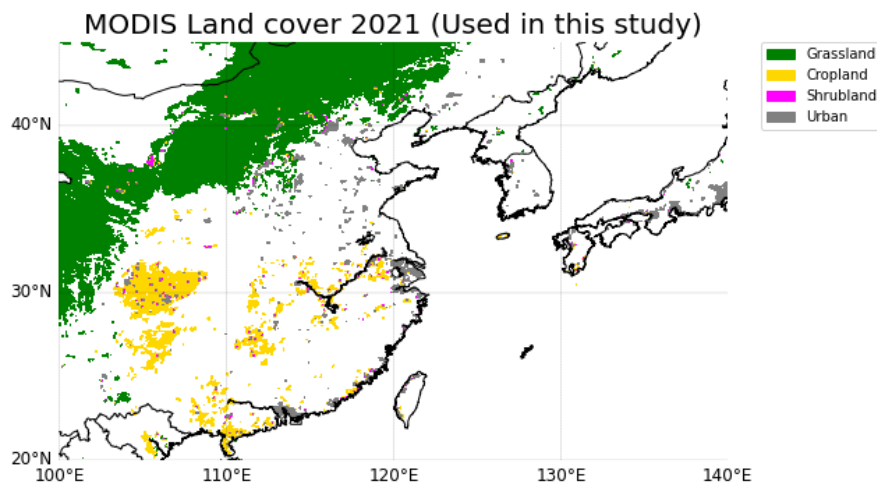 MODIS Land cover 2021 (Used in this study)
Grassland
Cropland
Shrubland
Urban
40°N
30°N
20°N
100°E 110°E 120°E 130°E 140°E